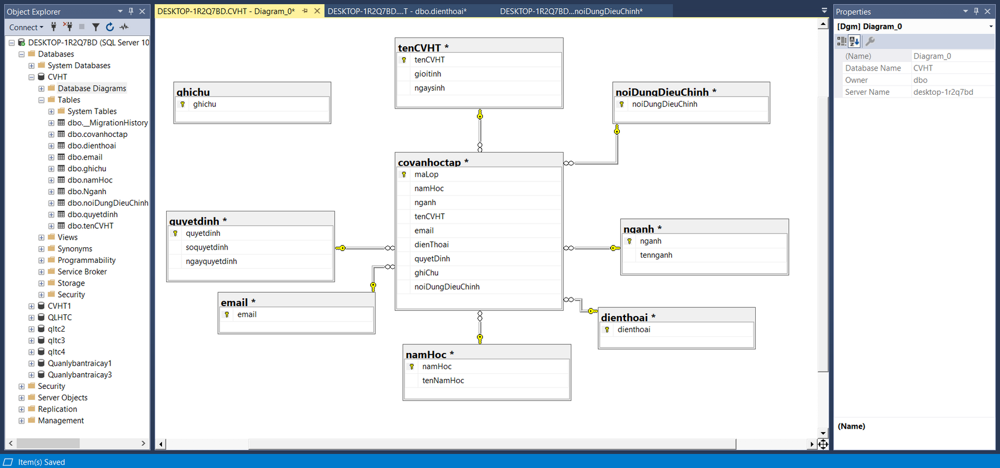 Object Explorer
Connect
DESKTOP-1R2Q7BD (SQL Server 10
Databases
System Databases
CVHT
Database Diagrams
Tables
System Tables
dbo.__MigrationHistory
dbo.covanhoctap
dbo.dienthoai
dbo.email
dbo.ghichu
dbo.namHoc
dbo.Nganh
dbo.noiDungDieuChinh
dbo.quyetdinh
dbo.tenCVHT
Views
Synonyms
Programmability
Service Broker
Storage
Security
CVHT1
QLHTC
qltc2
qltc3
qltc4
Quanlybantraicay1
Quanlybantraicay3
Security
Server Objects
Replication
Management
DESKTOP-1R2Q7BD.CVHT - Diagram_0*
DESKTOP-1R2Q7BD....T - dbo.dienthoai*
DESKTOP-1R2Q7BD...noiDungDieuChinh*
tenCVHT *
tenCVHT
gioitinh
ngaysinh
ghichu
ghichu
noiDungDieuChinh *
noiDungDieuChinh
covanhoctap *
maLop
namHoc
nganh
tenCVHT
email
dienThoai
quyetDinh
ghiChu
noiDungDieuChinh
quyetdinh *
quyetdinh
soquyetdinh
ngayquyetdinh
nganh *
nganh
tennganh
email *
email
dienthoai *
dienthoai
namHoc *
namHoc
tenNamHoc
Properties
[Dgm] Diagram_0
(Name) Diagram_0
Database Name CVHT
Owner dbo
Server Name desktop-1r2q7bd
(Name)
Item(s) Saved